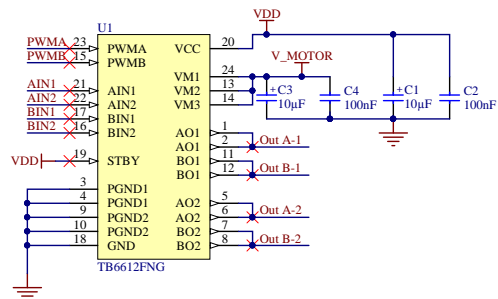 VDD
U1
PWMA 23 PWMA VCC 20
PWMB 15 PWMB V_MOTOR
VM1 24
AIN1 21 AIN1 VM2 13 +C3 C4 +C1 C2
AIN2 22 AIN2 VM3 14 10µF 100nF 10µF 100nF
BIN1 17 BIN1
BIN2 16 BIN2 AO1 1
AO1 2 Out A-1
VDD 19 STBY BO1 11
BO1 12 Out B-1
3 PGND1
4 PGND1 AO2 5
9 PGND2 AO2 6 Out A-2
10 PGND2 BO2 7
18 GND BO2 8 Out B-2
TB6612FNG